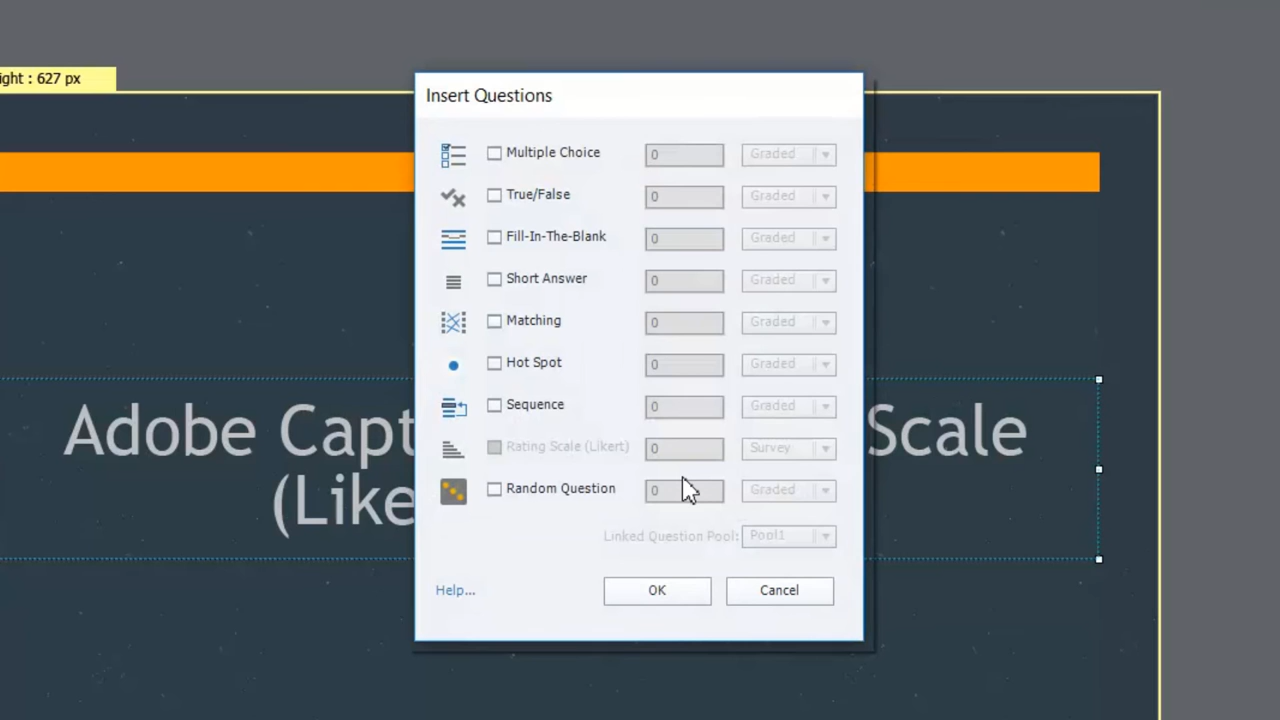 ight : 627 px
Insert Questions
Multiple Choice 0 Graded
True/False 0 Graded
Fill-In-The-Blank 0 Graded
Short Answer 0 Graded
Matching 0 Graded
Hot Spot 0 Graded
Sequence 0 Graded
Rating Scale (Likert) 0 Survey
Random Question 0 Graded
Linked Question Pool: Pool1
Help... OK Cancel
Adobe Capt Scale
(Like